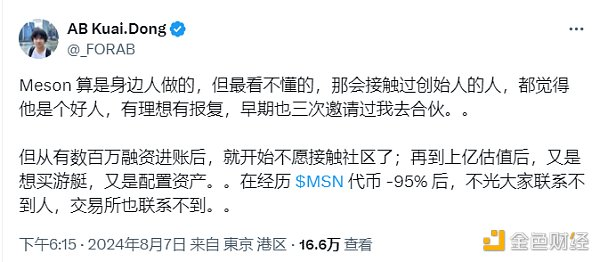 AB Kuai.Dong
@_FORAB
Meson 算是身边人做的，但最看不懂的，那会接触过创始人的人，都觉得
他是个好人，有理想有报复，早期也三次邀请过我去合伙。。
但从有数百万融资进账后，就开始不愿接触社区了；再到上亿估值后，又是
想买游艇，又是配置资产。。在经历 $MSN 代币 -95% 后，不光大家联系不
到人，交易所也联系不到。。
下午6:15 · 2024年8月7日 来自 東京 港区 · 16.6万 查看
金色财经